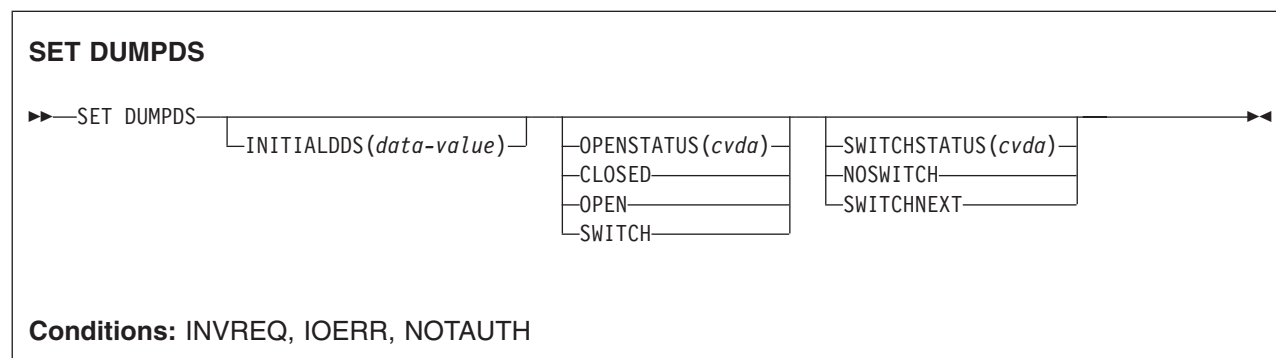 SET DUMPDS
SET DUMPDS
INITIALDDS(data-value) OPENSTATUS(cvda) SWITCHSTATUS(cvda)
CLOSED NOSWITCH
OPEN SWITCHNEXT
SWITCH
Conditions: INVREQ, IOERR, NOTAUTH